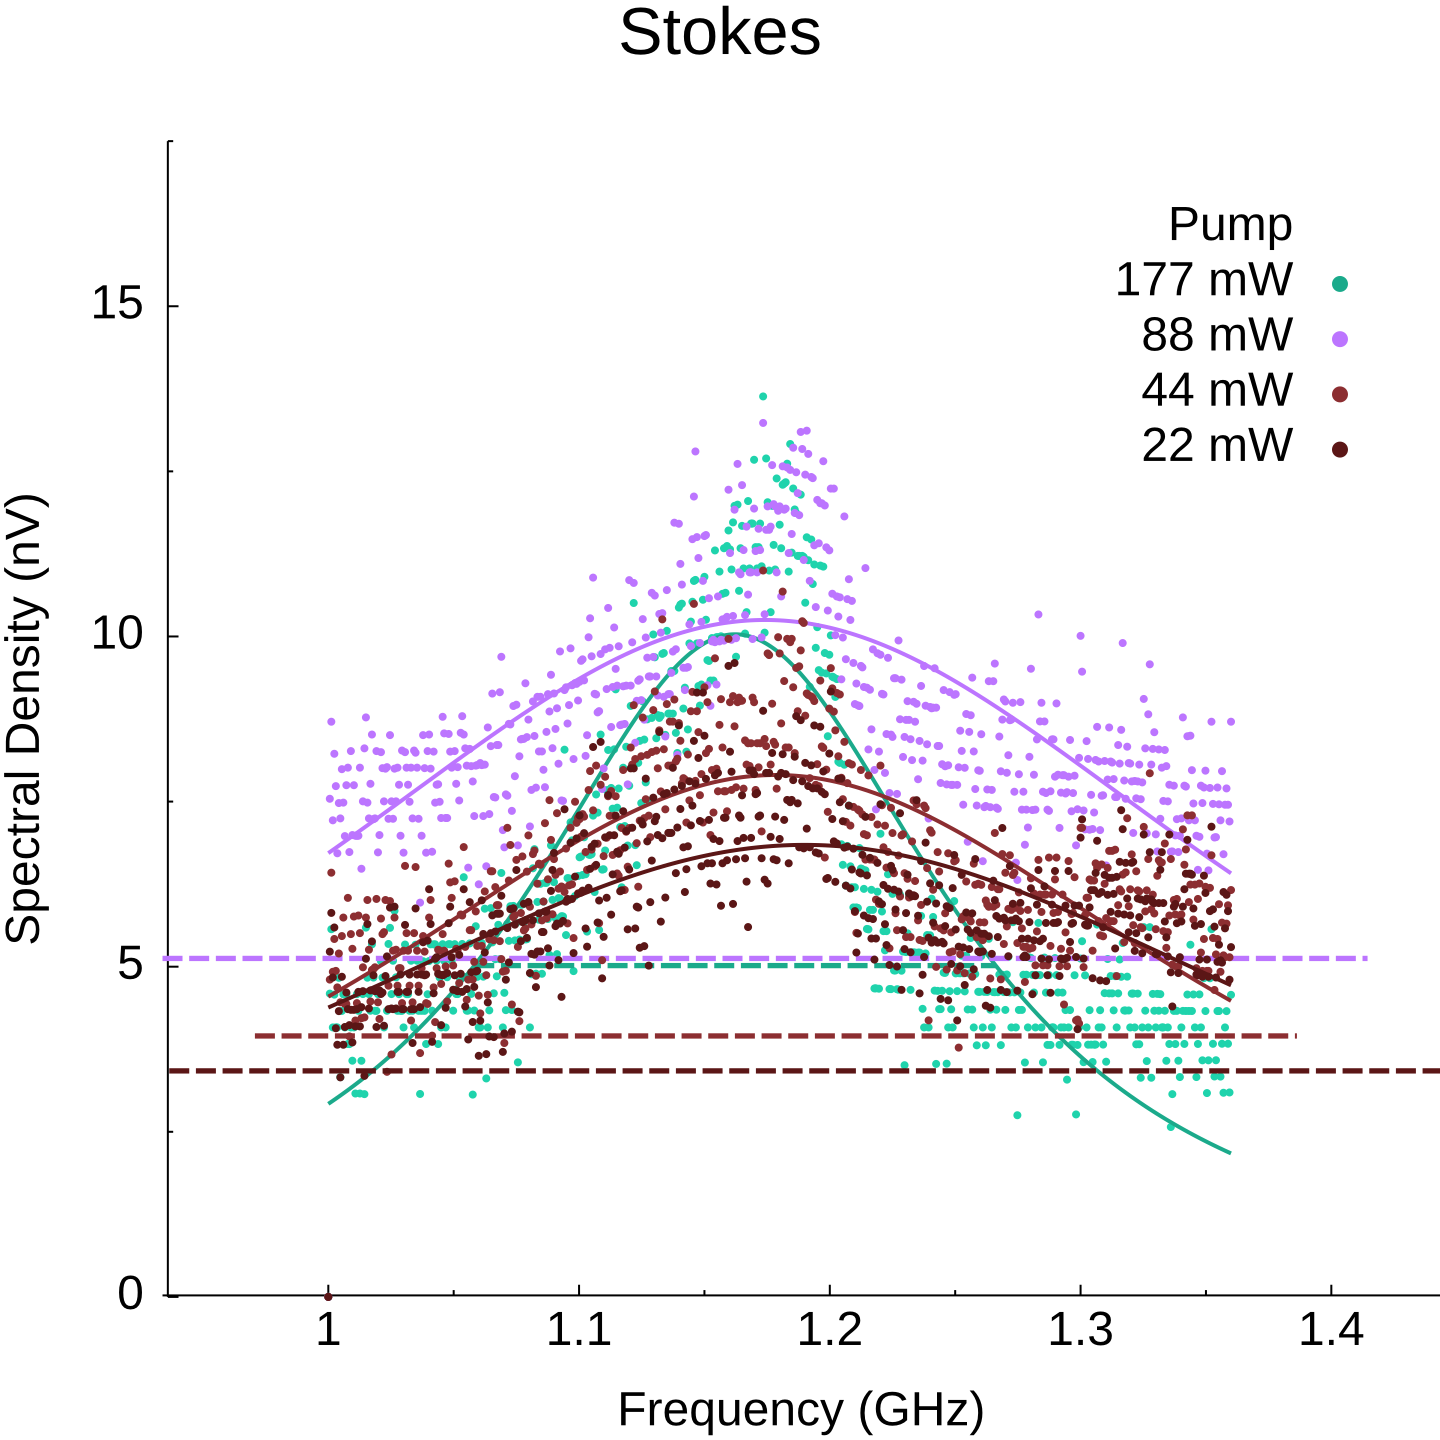 Stokes
Pump
177 mW
88 mW
44 mW
22 mW
15
10
5
0
Spectral Density (nV)
1 1.1 1.2 1.3 1.4
Frequency (GHz)